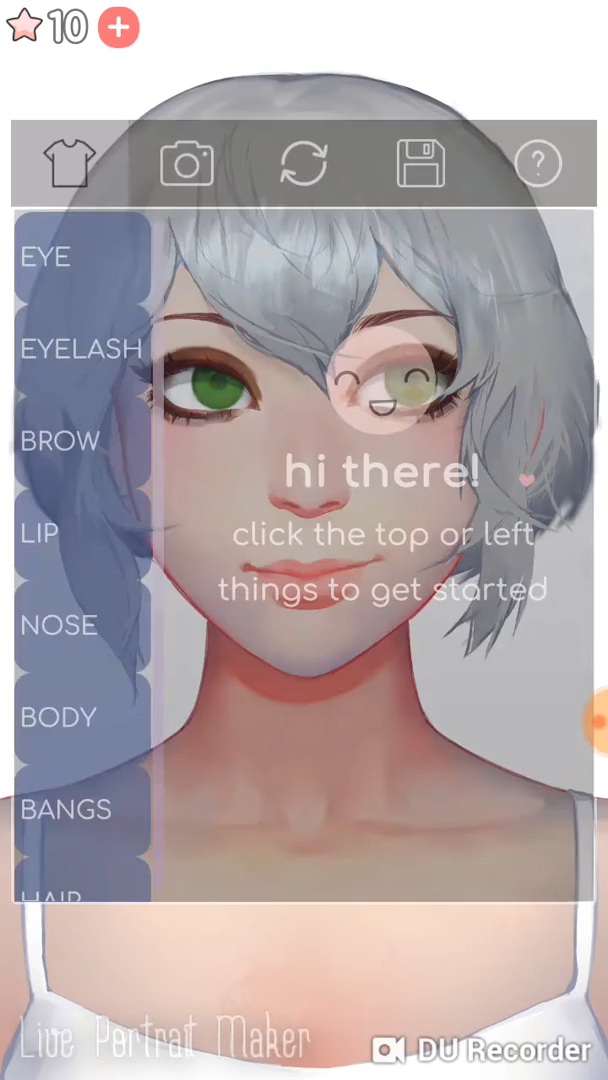 10
EYE
EYELASH
BROW
LIP
NOSE
BODY
BANGS
HAIR
hi there!
click the top or left
things to get started
Live Portrait Maker
DU Recorder